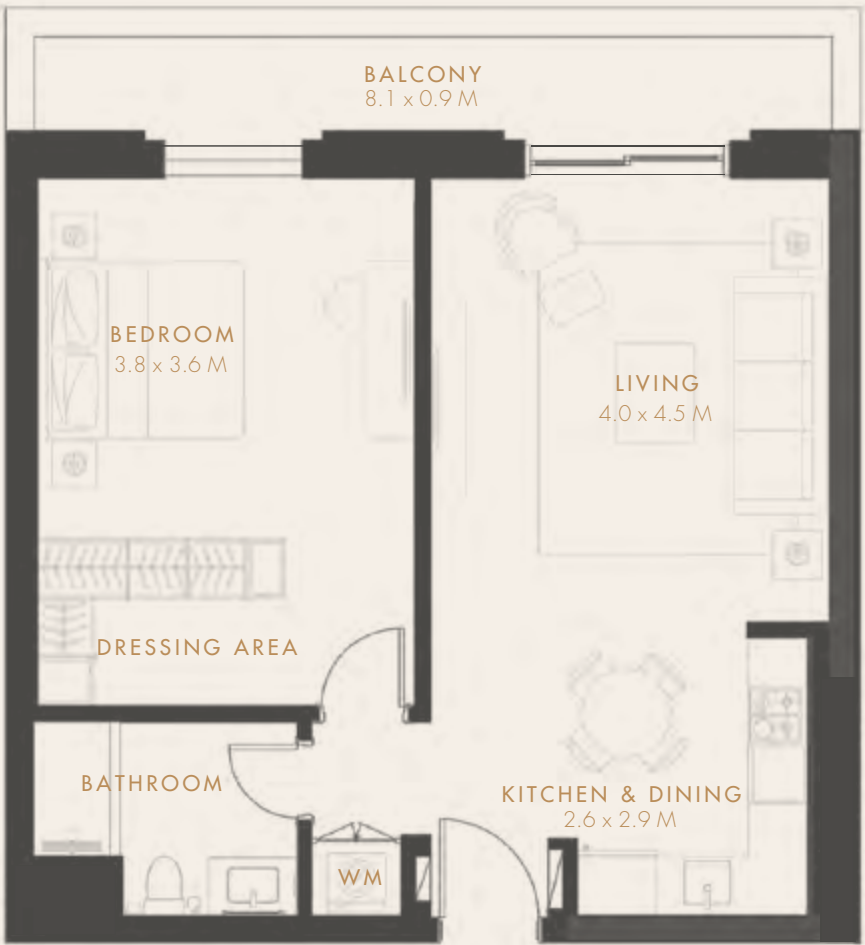 BALCONY
8.1 x 0.9 M
BEDROOM
3.8 x 3.6 M
LIVING
4.0 x 4.5 M
DRESSING AREA
BATHROOM
KITCHEN & DINING
2.6 x 2.9 M
WM